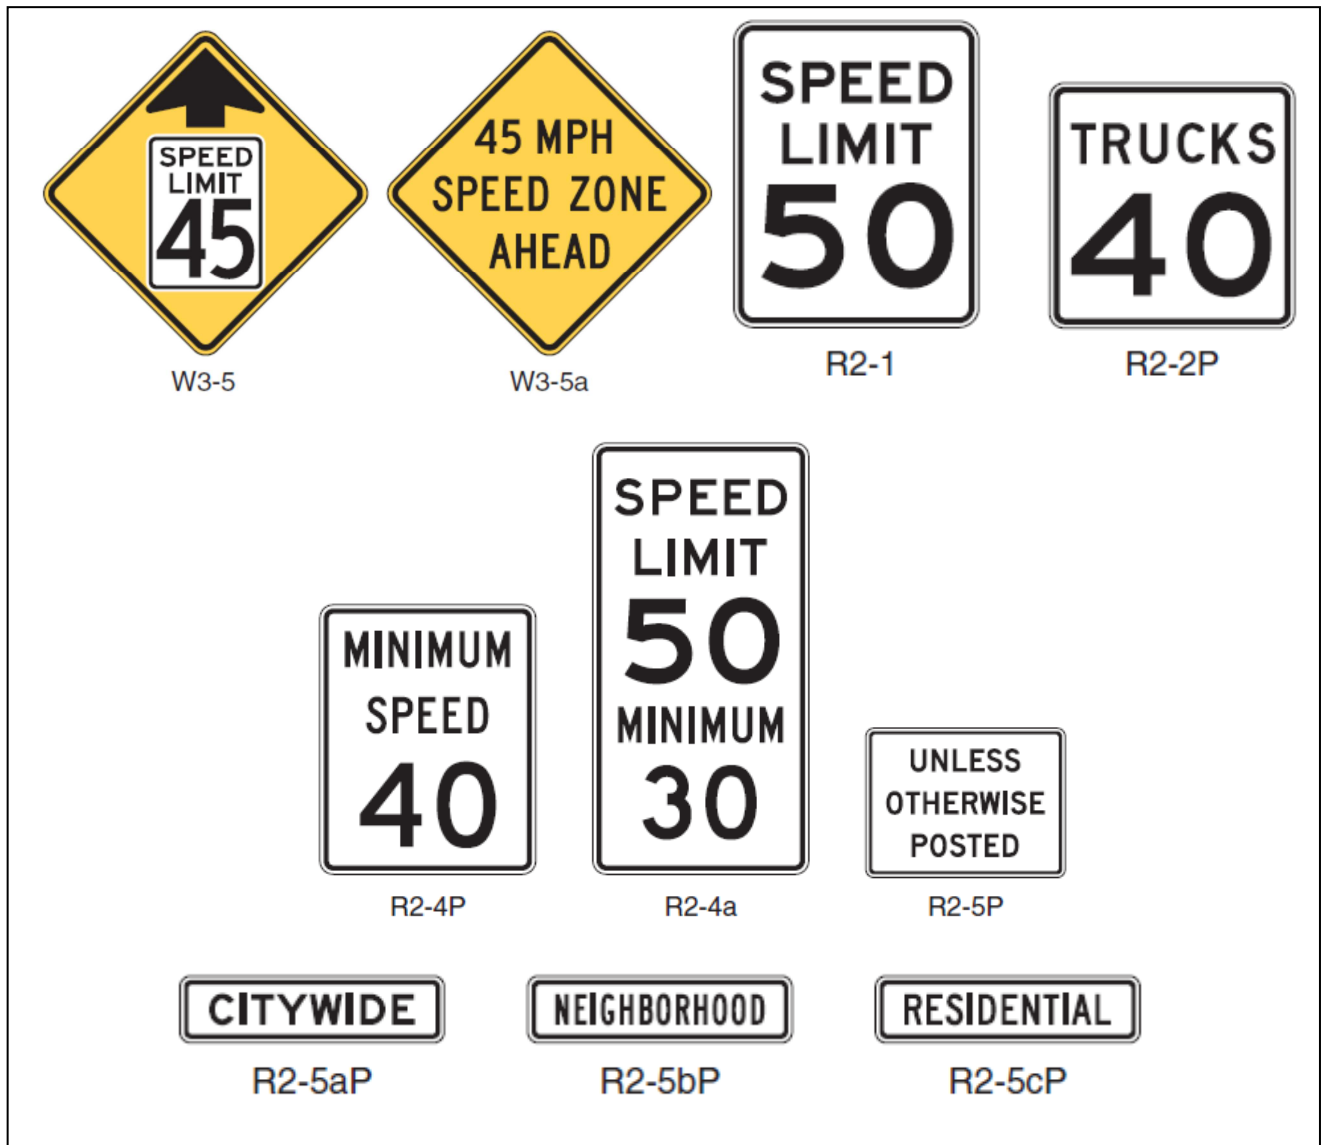 SPEED
LIMIT
45
W3-5
45 MPH
SPEED ZONE
AHEAD
W3-5a
SPEED
LIMIT
50
R2-1
TRUCKS
40
R2-2P
MINIMUM
SPEED
40
R2-4P
SPEED
LIMIT
50
MINIMUM
30
R2-4a
UNLESS
OTHERWISE
POSTED
R2-5P
CITYWIDE
R2-5aP
NEIGHBORHOOD
R2-5bP
RESIDENTIAL
R2-5cP